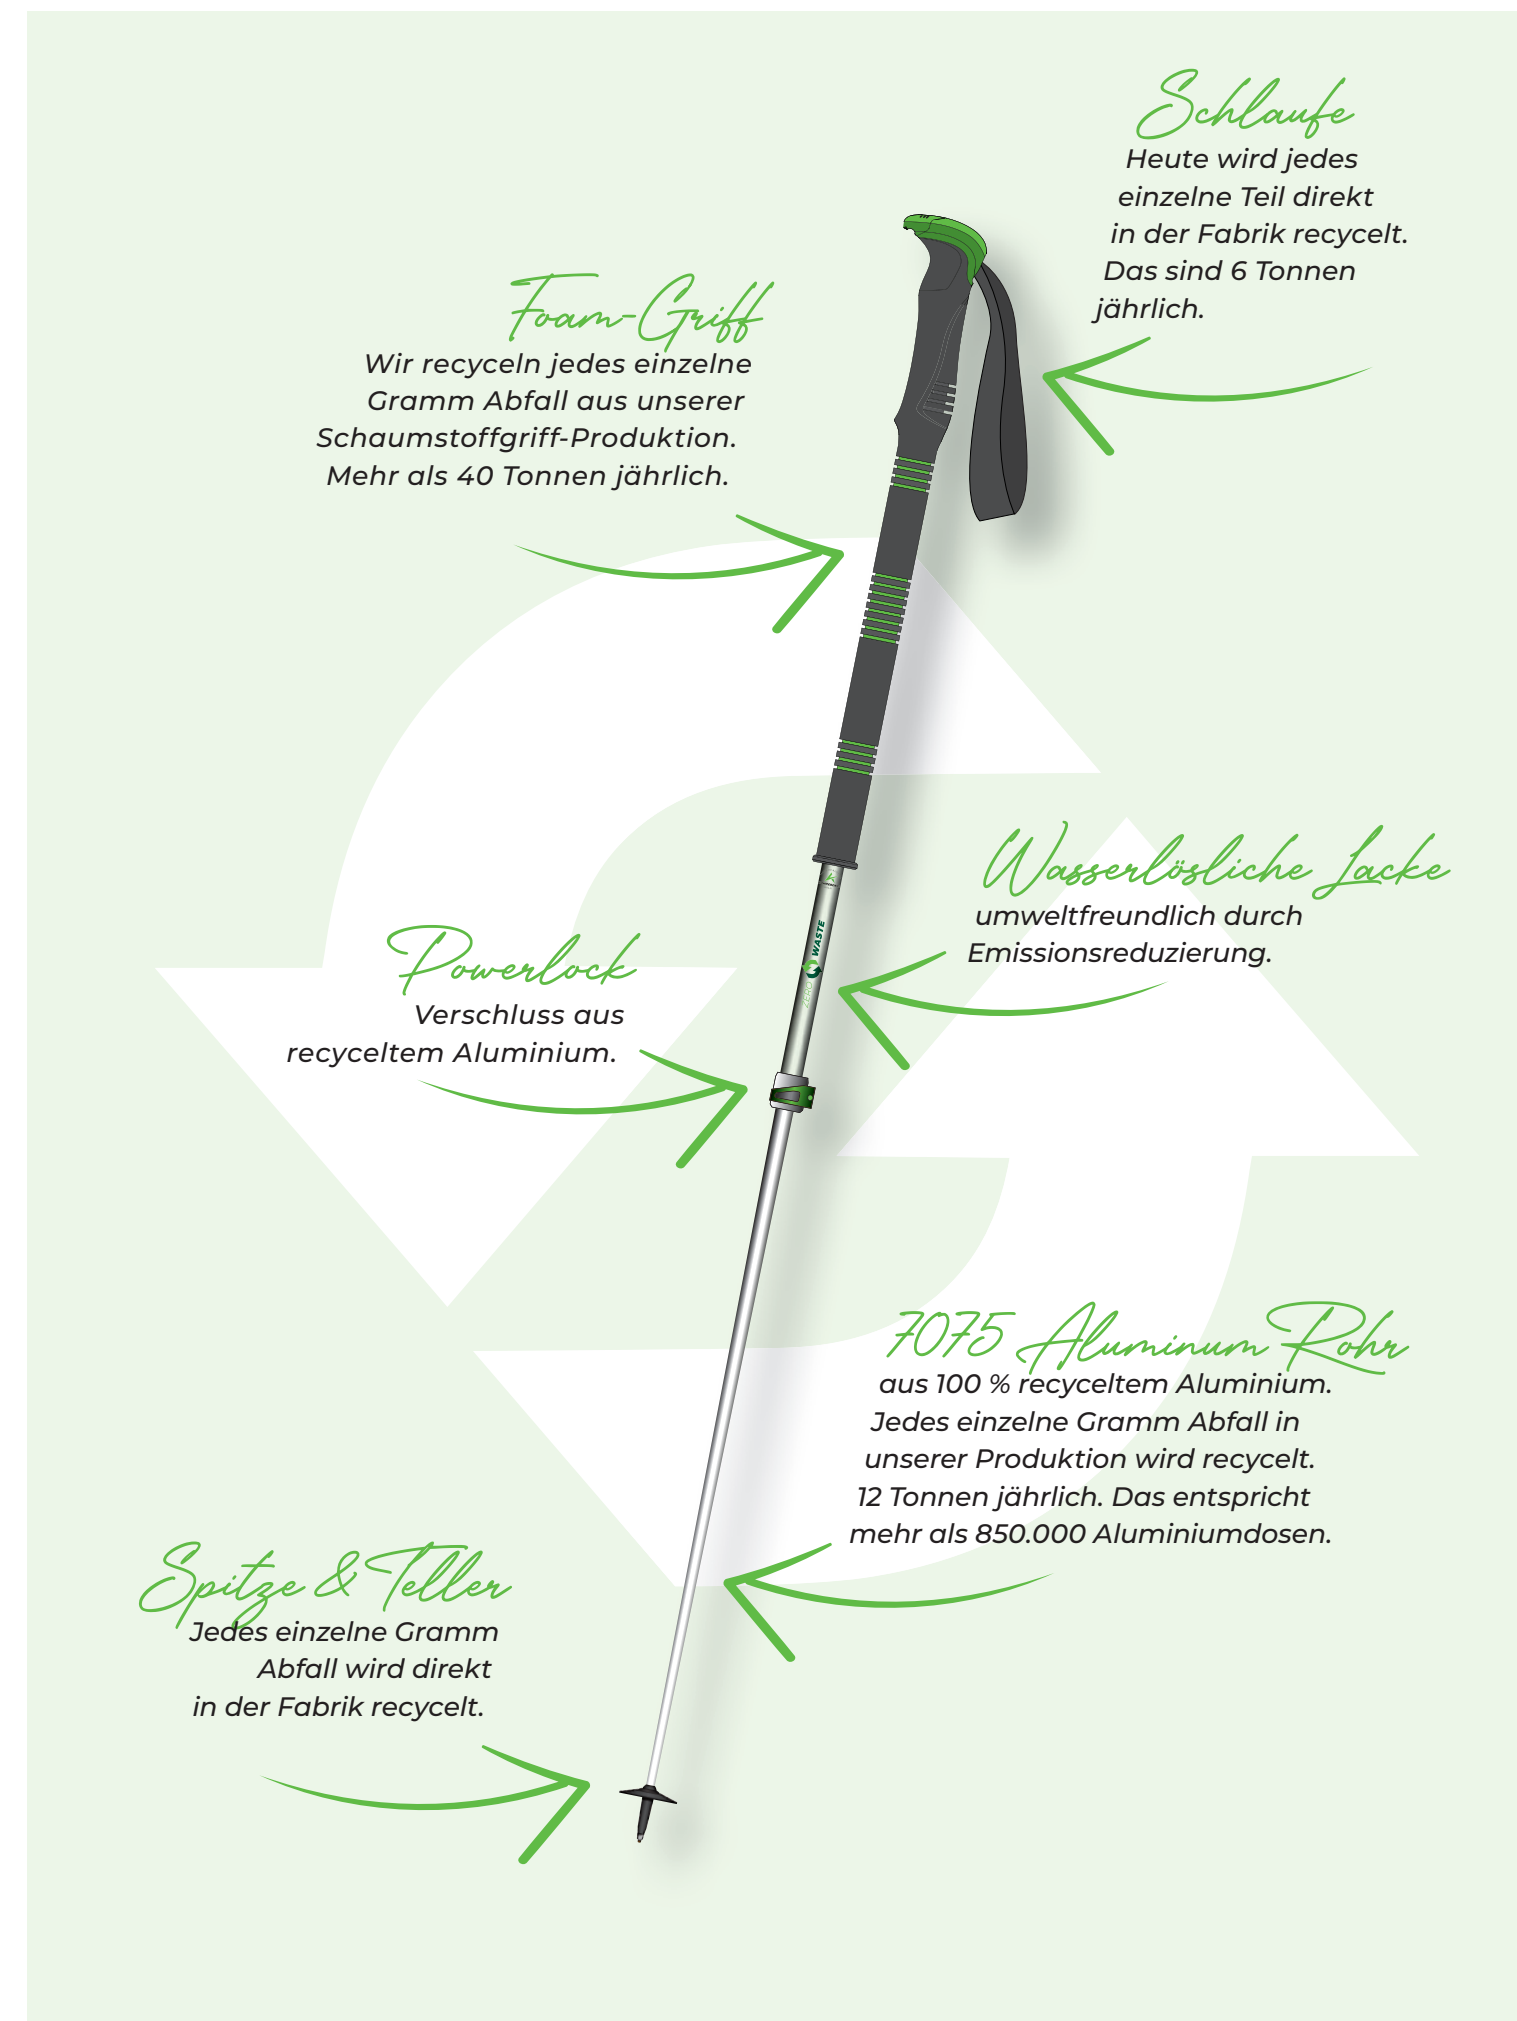 Schlaufe
Heute wird jedes
einzelne Teil direkt
in der Fabrik recycelt.
Das sind 6 Tonnen
jährlich.
Foam-Griff
Wir recyceln jedes einzelne
Gramm Abfall aus unserer
Schaumstoffgriff-Produktion.
Mehr als 40 Tonnen jährlich.
Wasserlösliche Lacke
umweltfreundlich durch
Emissionsreduzierung.
ZERO WASTE
Powerlock
Verschluss aus
recyceltem Aluminium.
7075 Aluminum Rohr
aus 100 % recyceltem Aluminium.
Jedes einzelne Gramm Abfall in
unserer Produktion wird recycelt.
12 Tonnen jährlich. Das entspricht
mehr als 850.000 Aluminiumdosen.
Spitze & Teller
Jedes einzelne Gramm
Abfall wird direkt
in der Fabrik recycelt.